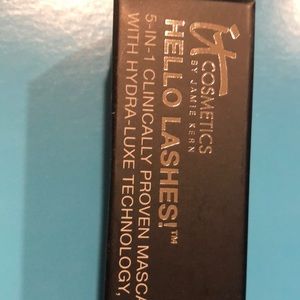 IT
COSMETICS
BY JAMIE KERN
HELLO LASHES!™
5-IN-1 CLINICALLY PROVEN MASCA
WITH HYDRA-LUXE TECHNOLOGY,